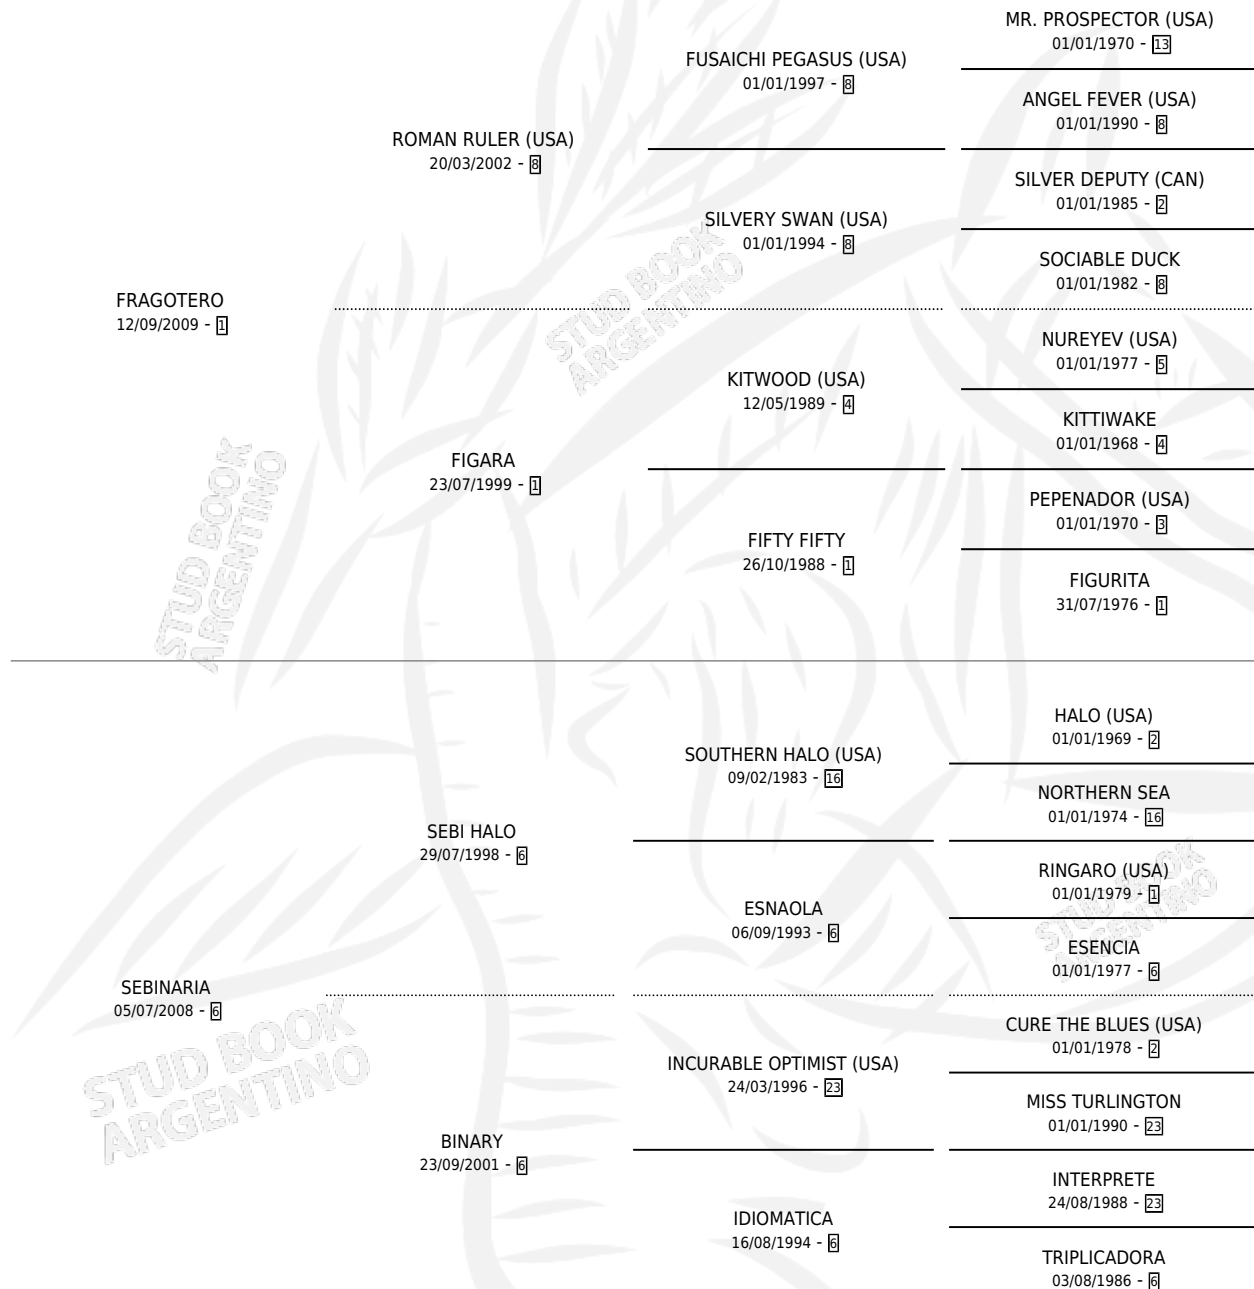 MR. PROSPECTOR (USA)
01/01/1970 - 13
FUSAICHI PEGASUS (USA)
01/01/1997 - 8
ANGEL FEVER (USA)
01/01/1990 - 8
ROMAN RULER (USA)
20/03/2002 - 8
SILVER DEPUTY (CAN)
01/01/1985 - 2
SILVERY SWAN (USA)
01/01/1994 - 8
SOCIABLE DUCK
01/01/1982 - 8
STUD BOOK
ARGENTINO
FRAGOTERO
12/09/2009 - 1
NUREYEV (USA)
01/01/1977 - 5
KITWOOD (USA)
12/05/1989 - 4
KITTIWAKE
01/01/1968 - 4
FIGARA
23/07/1999 - 1
PEPENADOR (USA)
01/01/1970 - 3
FIFTY FIFTY
26/10/1988 - 1
FIGURITA
31/07/1976 - 1
STUD BOOK
ARGENTINO
HALO (USA)
01/01/1969 - 2
SOUTHERN HALO (USA)
09/02/1983 - 16
NORTHERN SEA
01/01/1974 - 16
SEBI HALO
29/07/1998 - 6
RINGARO (USA)
01/01/1979 - 1
ESNAOLA
06/09/1993 - 6
ESENCIA
01/01/1977 - 6
STUD BOOK
ARGENTINO
SEBINARIA
05/07/2008 - 6
CURE THE BLUES (USA)
01/01/1978 - 2
INCURABLE OPTIMIST (USA)
24/03/1996 - 23
MISS TURLINGTON
01/01/1990 - 23
STUD BOOK
ARGENTINO
BINARY
23/09/2001 - 6
INTERPRETE
24/08/1988 - 23
IDIOMATICA
16/08/1994 - 6
TRIPLICADORA
03/08/1986 - 6